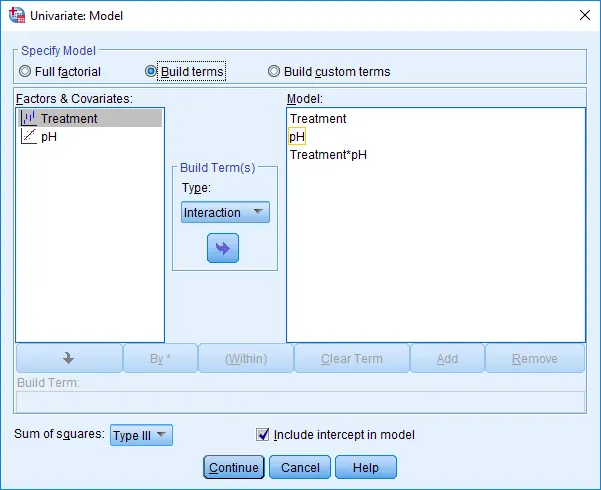 Univariate: Model
Specify Model
Full factorial Build terms Build custom terms
Factors & Covariates: Model:
Treatment
pH
Treatment
pH
Treatment*pH
Build Term(s)
Type:
Interaction
By * (Within) Clear Term Add Remove
Build Term:
Sum of squares: Type III Include intercept in model
Continue Cancel Help